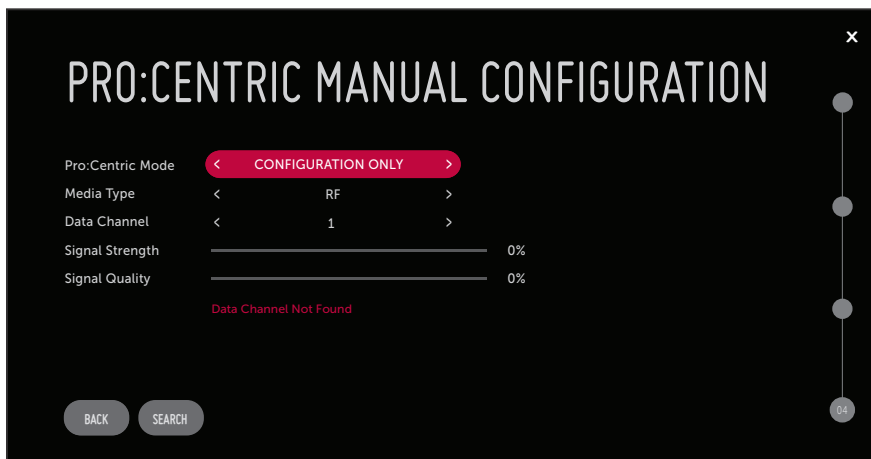 X
PRO:CENTRIC MANUAL CONFIGURATION
Pro:Centric Mode < CONFIGURATION ONLY >
Media Type < RF >
Data Channel < 1 >
Signal Strength 0%
Signal Quality 0%
Data Channel Not Found
BACK SEARCH
04